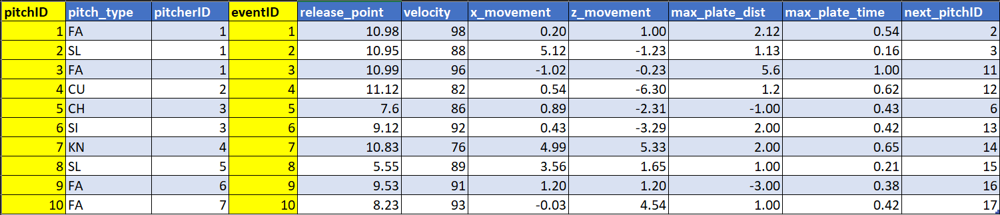 pitchID pitch_type pitcherID eventID release_point velocity x_movement z_movement max_plate_dist max_plate_time next_pitchID
1 FA 1 1 10.98 98 0.20 1.00 2.12 0.54 2
2 SL 1 2 10.95 88 5.12 -1.23 1.13 0.16 3
3 FA 1 3 10.99 96 -1.02 -0.23 5.6 1.00 11
4 CU 2 4 11.12 82 0.54 -6.30 1.2 0.62 12
5 CH 3 5 7.6 86 0.89 -2.31 -1.00 0.43 6
6 SI 3 6 9.12 92 0.43 -3.29 2.00 0.42 13
7 KN 4 7 10.83 76 4.99 5.33 2.00 0.65 14
8 SL 5 8 5.55 89 3.56 1.65 1.00 0.21 15
9 FA 6 9 9.53 91 1.20 1.20 -3.00 0.38 16
10 FA 7 10 8.23 93 -0.03 4.54 1.00 0.42 17